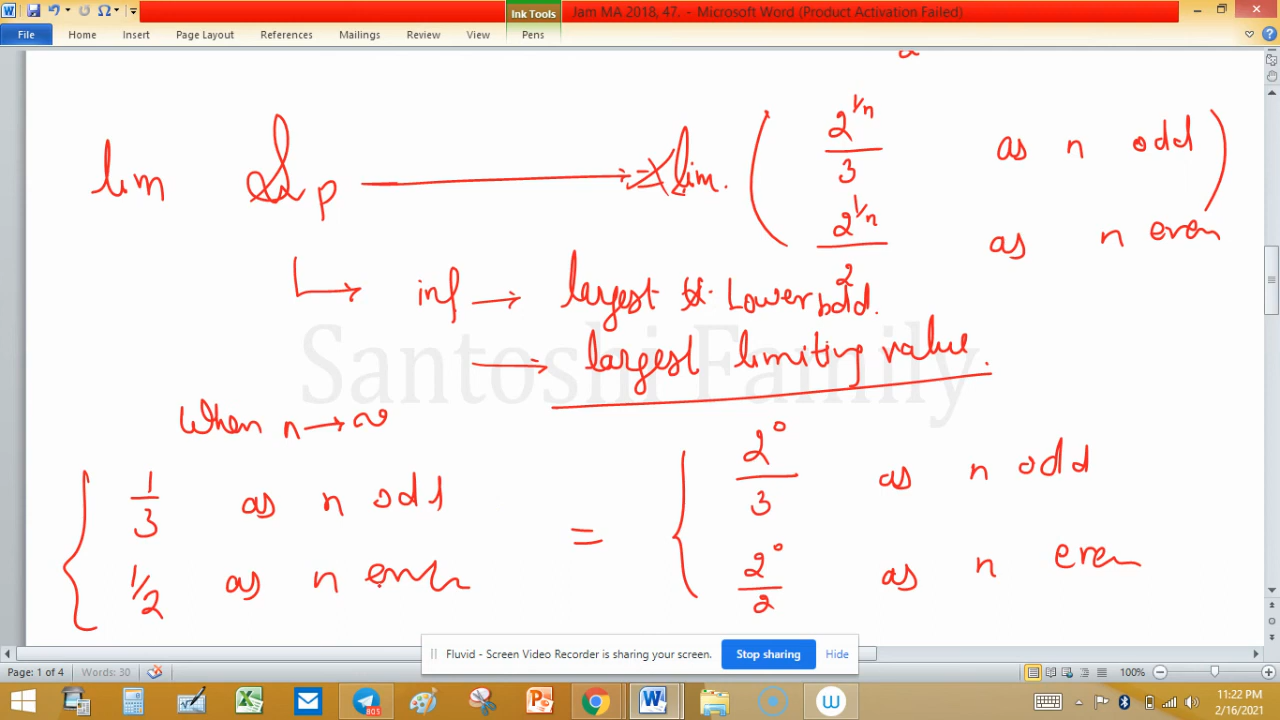 Ink Tools
Jam MA 2018, 47. - Microsoft Word (Product Activation Failed)
File Home Insert Page Layout References Mailings Review View Pens
lim Sup lim. ( 2^{1/n}/3 as n odd
2^{1/n}/2 as n even )
inf → largest Lower bdd.
→ largest limiting value.
Santoshi Family
When n → ∞
{ 1/3 as n odd = { 2^0/3 as n odd
1/2 as n even 2^0/2 as n even
Fluvid - Screen Video Recorder is sharing your screen. Stop sharing Hide
Page: 1 of 4 Words: 30 100%
805
W
11:22 PM
2/16/2021